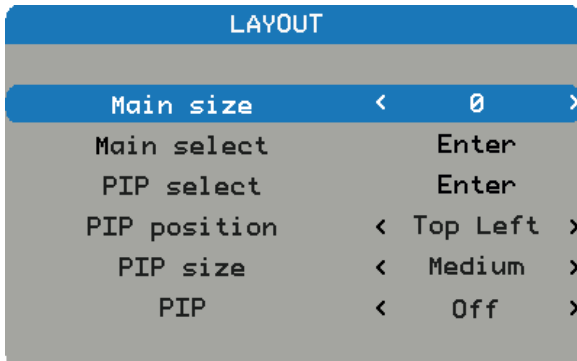 LAYOUT
Main size < 0 >
Main select Enter
PIP select Enter
PIP position < Top Left >
PIP size < Medium >
PIP < Off >